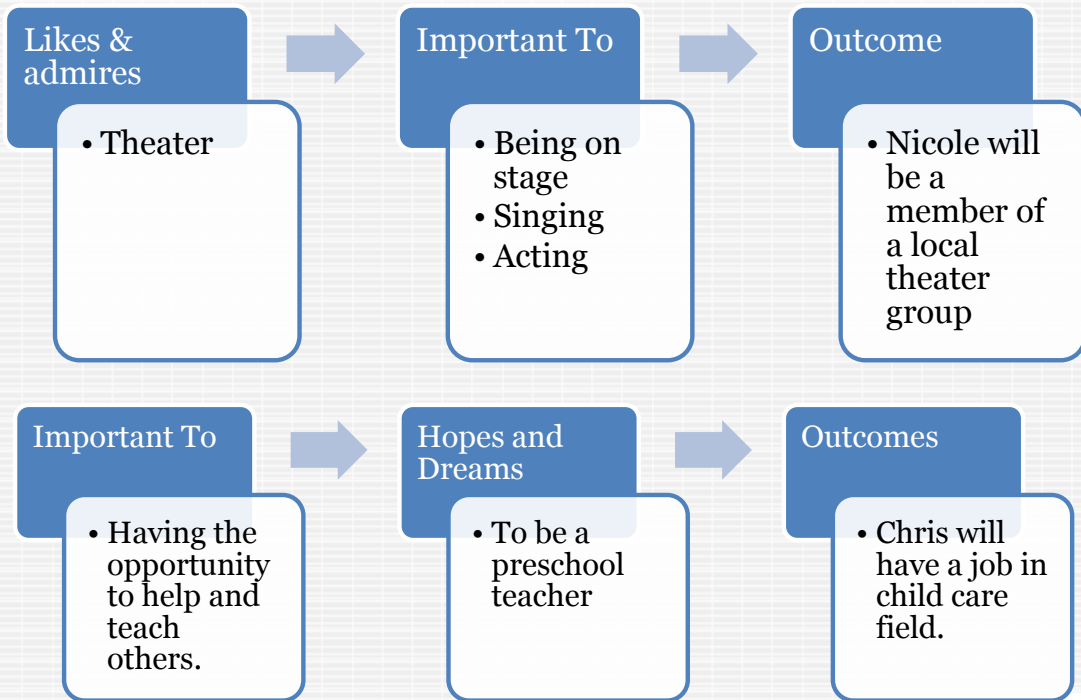 Likes &
admires
• Theater
Important To
• Being on
stage
• Singing
• Acting
Outcome
• Nicole will
be a
member of
a local
theater
group
Important To
• Having the
opportunity
to help and
teach
others.
Hopes and
Dreams
• To be a
preschool
teacher
Outcomes
• Chris will
have a job in
child care
field.